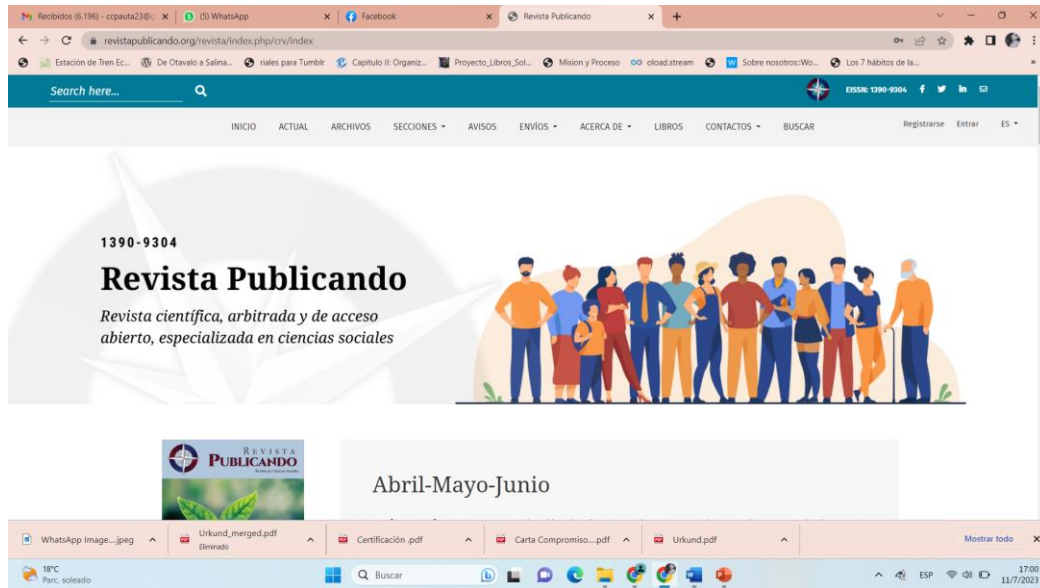 Recibidos (6.196) - ccpauta23@
(5) WhatsApp
Facebook
Revista Publicando
revistapublicando.org/revista/index.php/crv/index
Estación de Tren Ec...
De Otavalo a Salina...
riales para Tumblr
Capitulo II: Organiz...
Proyecto_Libros_Sol...
Mision y Proceso
oload.stream
Sobre nosotros::Wo...
Los 7 hábitos de la...
Search here...
EISSN: 1390-9304
INICIO ACTUAL ARCHIVOS SECCIONES AVISOS ENVÍOS ACERCA DE LIBROS CONTACTOS BUSCAR
Registrarse Entrar ES
1390-9304
Revista Publicando
Revista científica, arbitrada y de acceso
abierto, especializada en ciencias sociales
REVISTA
PUBLICANDO
Abril-Mayo-Junio
WhatsApp Image....jpeg
Urkund_merged.pdf
Eliminado
Certificación .pdf
Carta Compromiso....pdf
Urkund.pdf
Mostrar todo
18°C
Parc. soleado
Buscar
ESP
17:00
11/7/2023